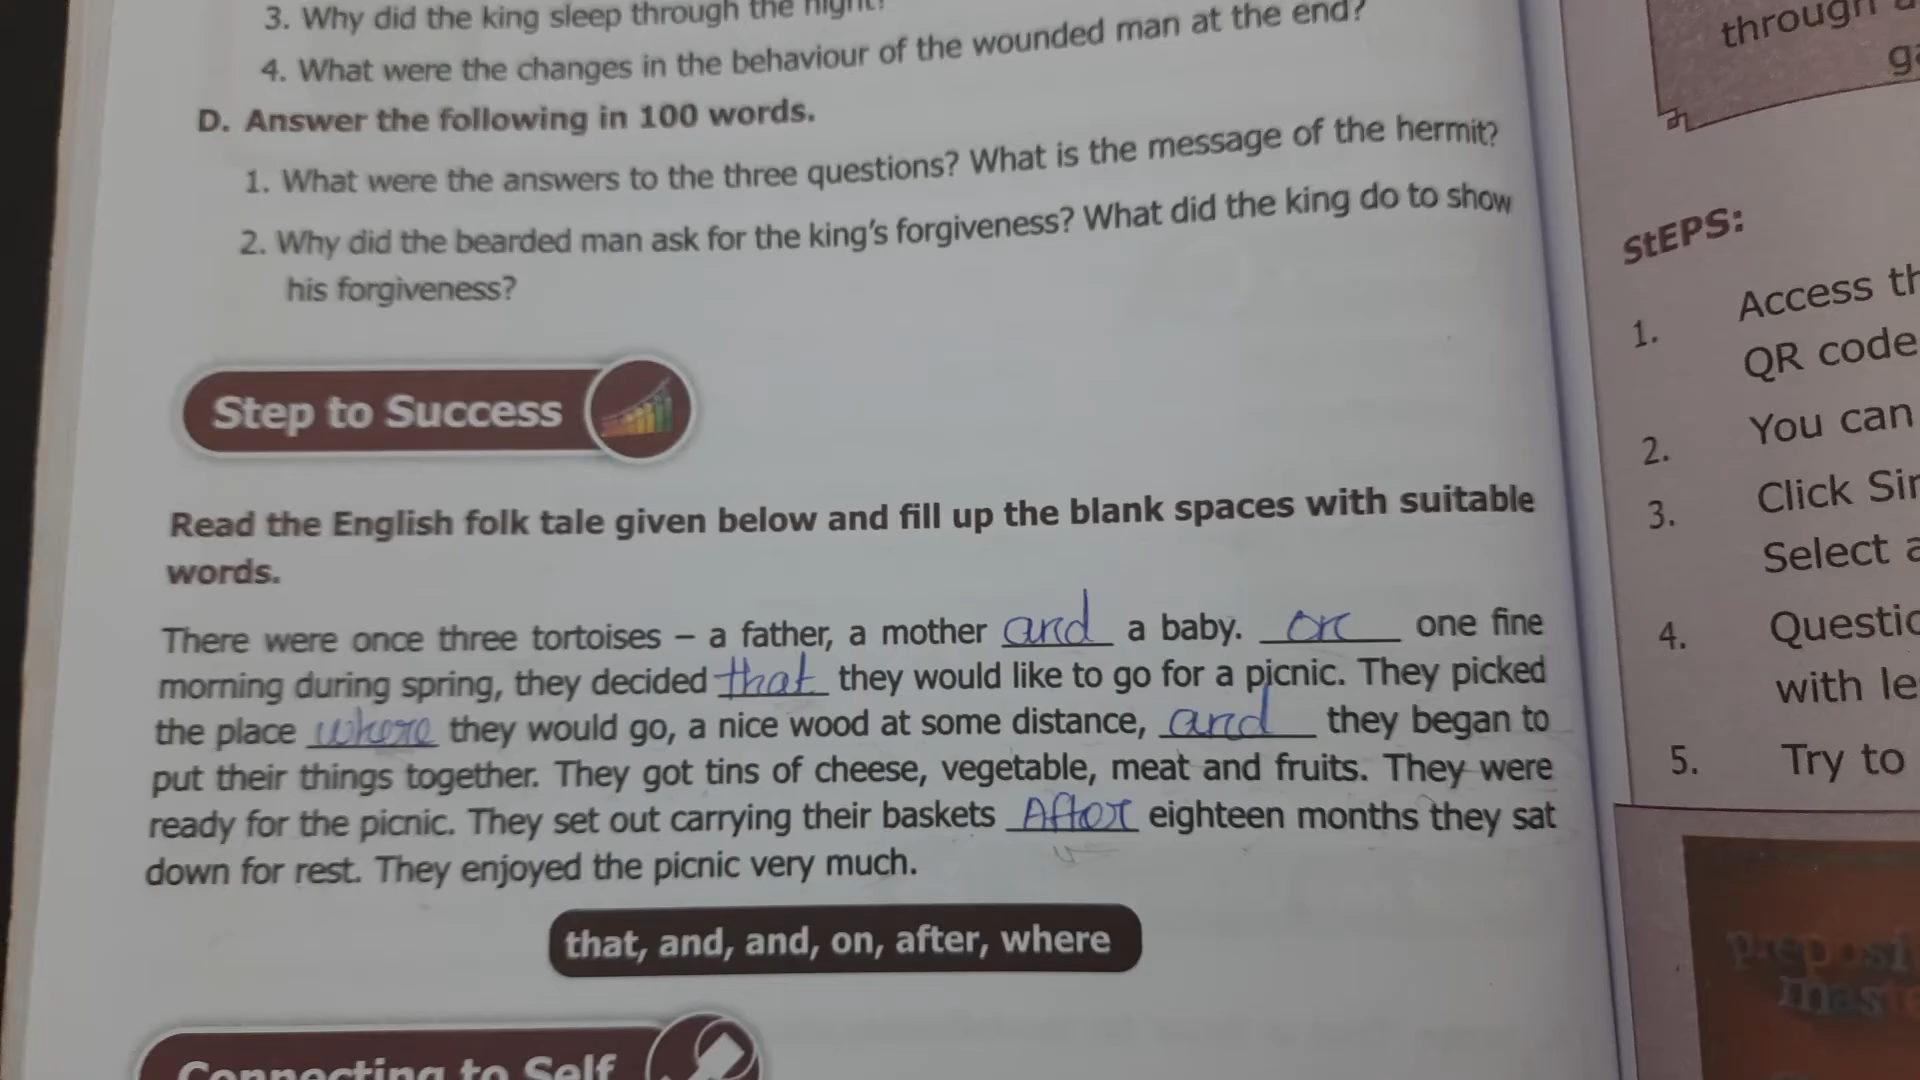 3. Why did the king sleep through the night?
4. What were the changes in the behaviour of the wounded man at the end?
D. Answer the following in 100 words.
1. What were the answers to the three questions? What is the message of the hermit?
2. Why did the bearded man ask for the king's forgiveness? What did the king do to show
his forgiveness?
Step to Success
Read the English folk tale given below and fill up the blank spaces with suitable
words.
There were once three tortoises – a father, a mother and a baby. on one fine
morning during spring, they decided that they would like to go for a picnic. They picked
the place where they would go, a nice wood at some distance, and they began to
put their things together. They got tins of cheese, vegetable, meat and fruits. They were
ready for the picnic. They set out carrying their baskets After eighteen months they sat
down for rest. They enjoyed the picnic very much.
that, and, and, on, after, where
Connecting to Self
through
StEPS:
1. Access
QR code
2. You can
3. Click
Select
4.
with
5. Try to